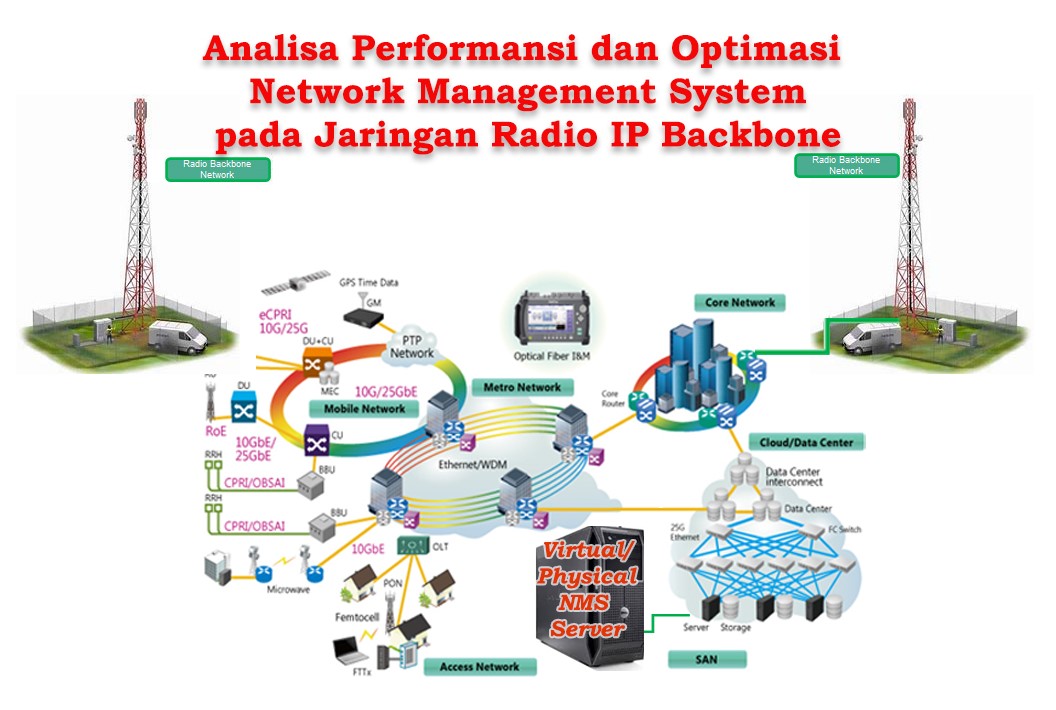 Analisa Performansi dan Optimasi
Network Management System
pada Jaringan Radio IP Backbone
Radio Backbone
Network
Radio Backbone
Network
GPS Time Data
GM
eCPRI
10G/25G
DU+CU
PTP
Network
MEC
10G/25GbE
Mobile Network
Optical Fiber I&M
Core Network
Metro Network
Core
Router
DU
RoE
10GbE/
25GbE
CU
Ethernet/WDM
Cloud/Data Center
Data Center
interconnect
RRH
CPRI/OBSAI
BBU
RRH
CPRI/OBSAI
BBU
Data Center
25G
Ethernet
FC Switch
10GbE
OLT
Microwave
PON
Femtocell
FTTx
Access Network
Virtual/
Physical
NMS
Server
Server
Storage
SAN